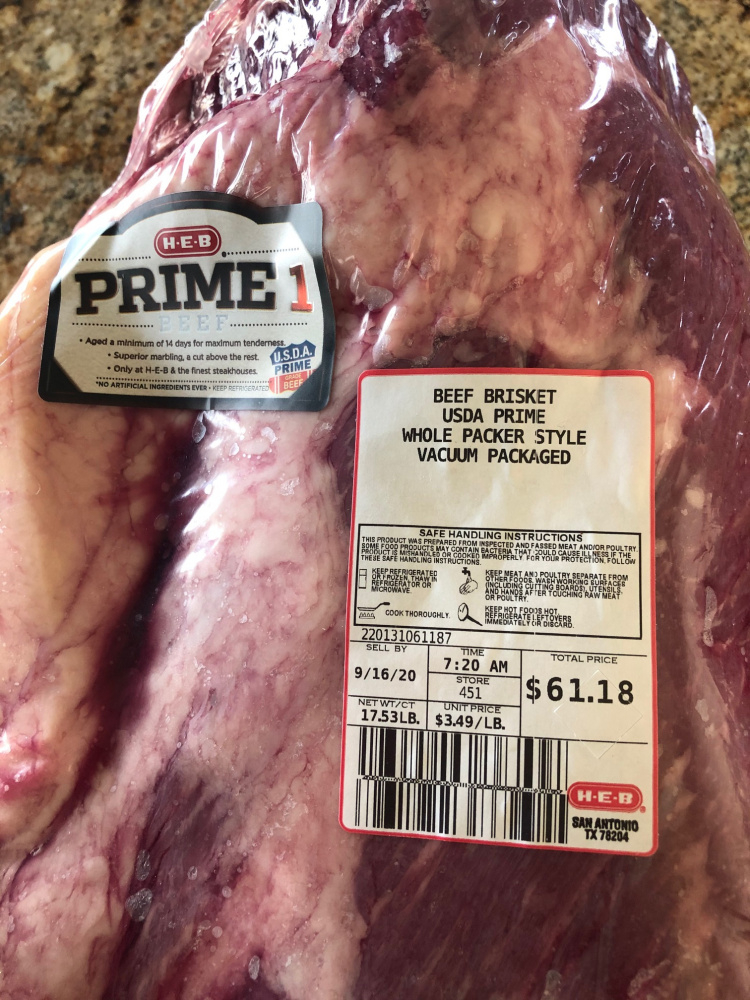 H-E-B
PRIME 1
BEEF
• Aged a minimum of 14 days for maximum tenderness.
• Superior marbling, a cut above the rest.
• Only at H-E-B & the finest steakhouses.
*NO ARTIFICIAL INGREDIENTS EVER • KEEP REFRIGERATED
U.S.D.A.
PRIME
GRADE
BEEF
BEEF BRISKET
USDA PRIME
WHOLE PACKER STYLE
VACUUM PACKAGED
SAFE HANDLING INSTRUCTIONS
THIS PRODUCT WAS PREPARED FROM INSPECTED AND PASSED MEAT AND/OR POULTRY.
SOME FOOD PRODUCTS MAY CONTAIN BACTERIA THAT COULD CAUSE ILLNESS IF THE
PRODUCT IS MISHANDLED OR COOKED IMPROPERLY. FOR YOUR PROTECTION, FOLLOW
THESE SAFE HANDLING INSTRUCTIONS.
KEEP REFRIGERATED
OR FROZEN. THAW IN
REFRIGERATOR OR
MICROWAVE.
KEEP MEAT AND POULTRY SEPARATE FROM
OTHER FOODS. WASH WORKING SURFACES
(INCLUDING CUTTING BOARDS), UTENSILS,
AND HANDS AFTER TOUCHING RAW MEAT
OR POULTRY.
COOK THOROUGHLY.
KEEP HOT FOODS HOT.
REFRIGERATE LEFTOVERS
IMMEDIATELY OR DISCARD.
220131061187
SELL BY
9/16/20
TIME
7:20 AM
STORE
451
TOTAL PRICE
$61.18
NET WT/CT
17.53LB.
UNIT PRICE
$3.49/LB.
H-E-B®
SAN ANTONIO
TX 78204